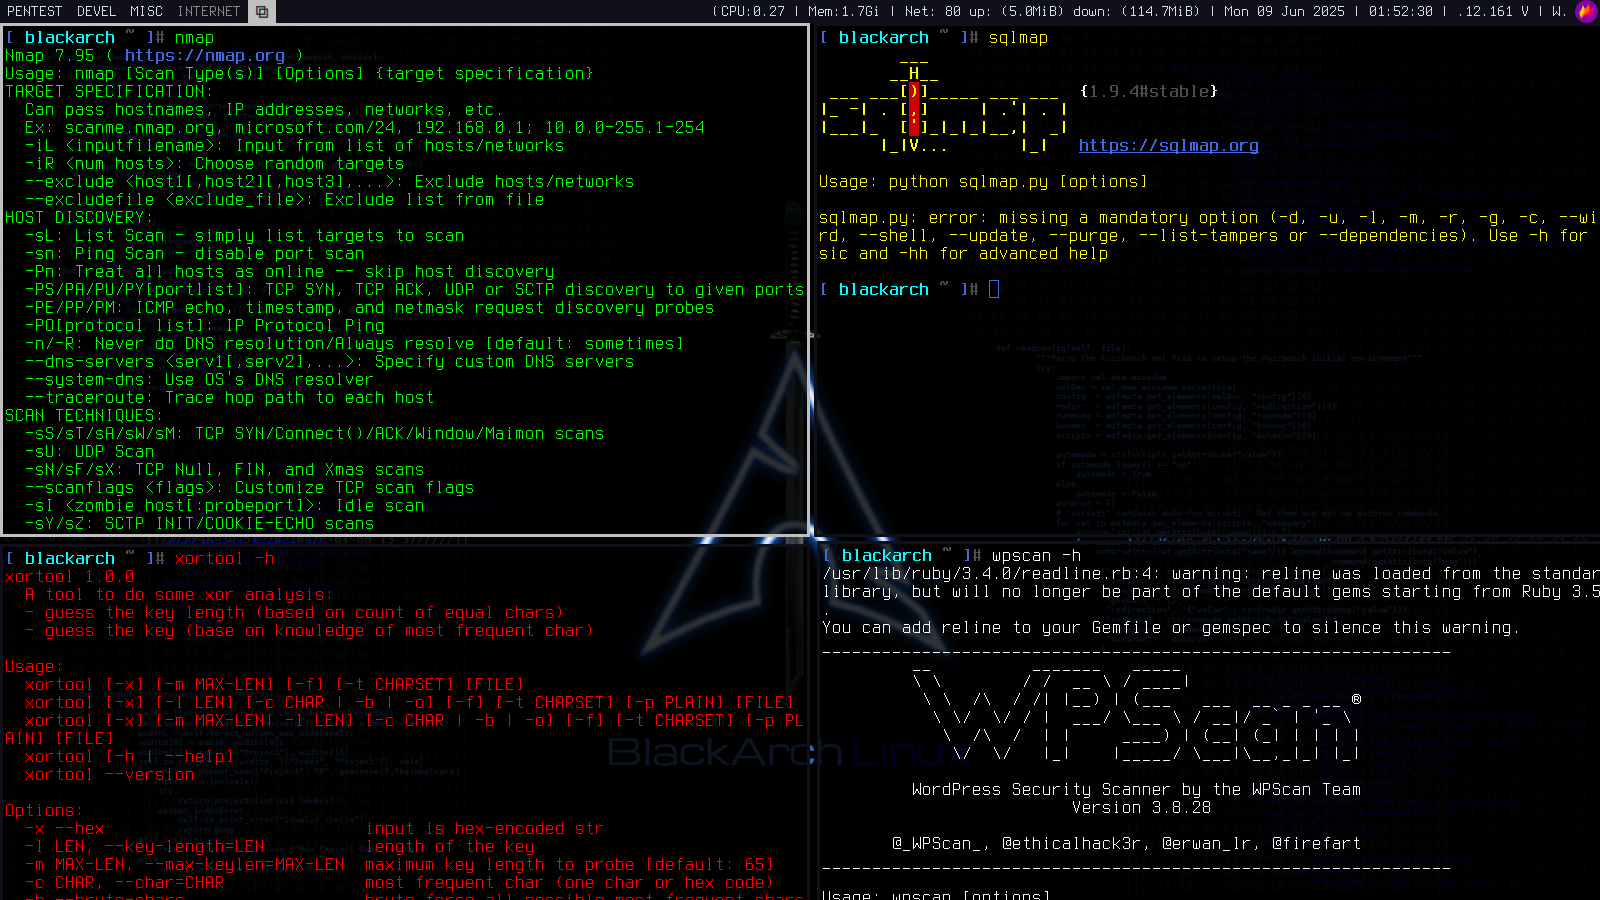 PENTEST DEVEL MISC INTERNET
(CPU:0.27 | Mem:1.7Gi | Net: 80 up: (5.0MiB) down: (114.7MiB) | Mon 09 Jun 2025 | 01:52:30 | .12.161 V | W.
[ blackarch ~ ]# nmap
Nmap 7.95 ( https://nmap.org )
Usage: nmap [Scan Type(s)] [Options] {target specification}
TARGET SPECIFICATION:
Can pass hostnames, IP addresses, networks, etc.
Ex: scanme.nmap.org, microsoft.com/24, 192.168.0.1; 10.0.0-255.1-254
-iL <inputfilename>: Input from list of hosts/networks
-iR <num hosts>: Choose random targets
--exclude <host1[,host2][,host3],...>: Exclude hosts/networks
--excludefile <exclude_file>: Exclude list from file
HOST DISCOVERY:
-sL: List Scan - simply list targets to scan
-sn: Ping Scan - disable port scan
-Pn: Treat all hosts as online -- skip host discovery
-PS/PA/PU/PY[portlist]: TCP SYN, TCP ACK, UDP or SCTP discovery to given ports
-PE/PP/PM: ICMP echo, timestamp, and netmask request discovery probes
-PO[protocol list]: IP Protocol Ping
-n/-R: Never do DNS resolution/Always resolve [default: sometimes]
--dns-servers <serv1[,serv2],...>: Specify custom DNS servers
--system-dns: Use OS's DNS resolver
--traceroute: Trace hop path to each host
SCAN TECHNIQUES:
-sS/sT/sA/sW/sM: TCP SYN/Connect()/ACK/Window/Maimon scans
-sU: UDP Scan
-sN/sF/sX: TCP Null, FIN, and Xmas scans
--scanflags <flags>: Customize TCP scan flags
-sI <zombie host[:probeport]>: Idle scan
-sY/sZ: SCTP INIT/COOKIE-ECHO scans
[ blackarch ~ ]# sqlmap
{1.9.4#stable}
https://sqlmap.org
Usage: python sqlmap.py [options]
sqlmap.py: error: missing a mandatory option (-d, -u, -l, -m, -r, -g, -c, --wi
rd, --shell, --update, --purge, --list-tampers or --dependencies). Use -h for
sic and -hh for advanced help
[ blackarch ~ ]#
[ blackarch ~ ]# xortool -h
xortool 1.0.0
A tool to do some xor analysis:
- guess the key length (based on count of equal chars)
- guess the key (base on knowledge of most frequent char)
Usage:
xortool [-x] [-m MAX-LEN] [-f] [-t CHARSET] [FILE]
xortool [-x] [-l LEN] [-c CHAR | -b | -o] [-f] [-t CHARSET] [-p PLAIN] [FILE]
xortool [-x] [-m MAX-LEN| -l LEN] [-c CHAR | -b | -o] [-f] [-t CHARSET] [-p PL
AIN] [FILE]
xortool [-h | --help]
xortool --version
Options:
-x --hex input is hex-encoded str
-l LEN, --key-length=LEN length of the key
-m MAX-LEN, --max-keylen=MAX-LEN maximum key length to probe [default: 65]
-c CHAR, --char=CHAR most frequent char (one char or hex code)
-b --brute-chars brute force all possible most frequent chars
BlackArch Linux
[ blackarch ~ ]# wpscan -h
/usr/lib/ruby/3.4.0/readline.rb:4: warning: reline was loaded from the standar
library, but will no longer be part of the default gems starting from Ruby 3.5
.
You can add reline to your Gemfile or gemspec to silence this warning.
WPScan ®
WordPress Security Scanner by the WPScan Team
Version 3.8.28
@_WPScan_, @ethicalhack3r, @erwan_lr, @firefart
Usage: wpscan [options]